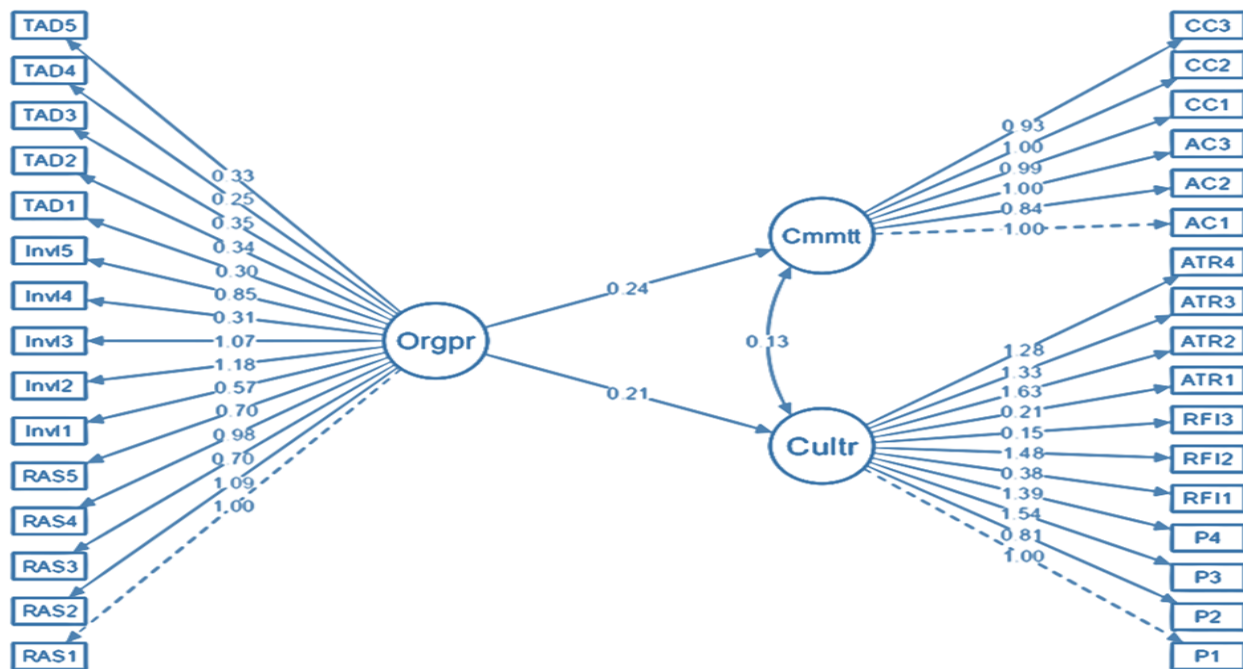 TAD5
TAD4
TAD3
TAD2
TAD1
Invl5
Invl4
Invl3
Invl2
Invl1
RAS5
RAS4
RAS3
RAS2
RAS1
0.33
0.25
0.35
0.34
0.30
0.85
0.31
1.07
1.18
0.57
0.70
0.98
0.70
1.09
1.00
Orgpr
0.24
0.21
Cmmtt
0.13
Cultr
0.93
1.00
0.99
1.00
0.84
1.00
1.28
1.33
1.63
0.21
0.15
1.48
0.38
1.39
1.54
0.81
1.00
CC3
CC2
CC1
AC3
AC2
AC1
ATR4
ATR3
ATR2
ATR1
RFI3
RFI2
RFI1
P4
P3
P2
P1